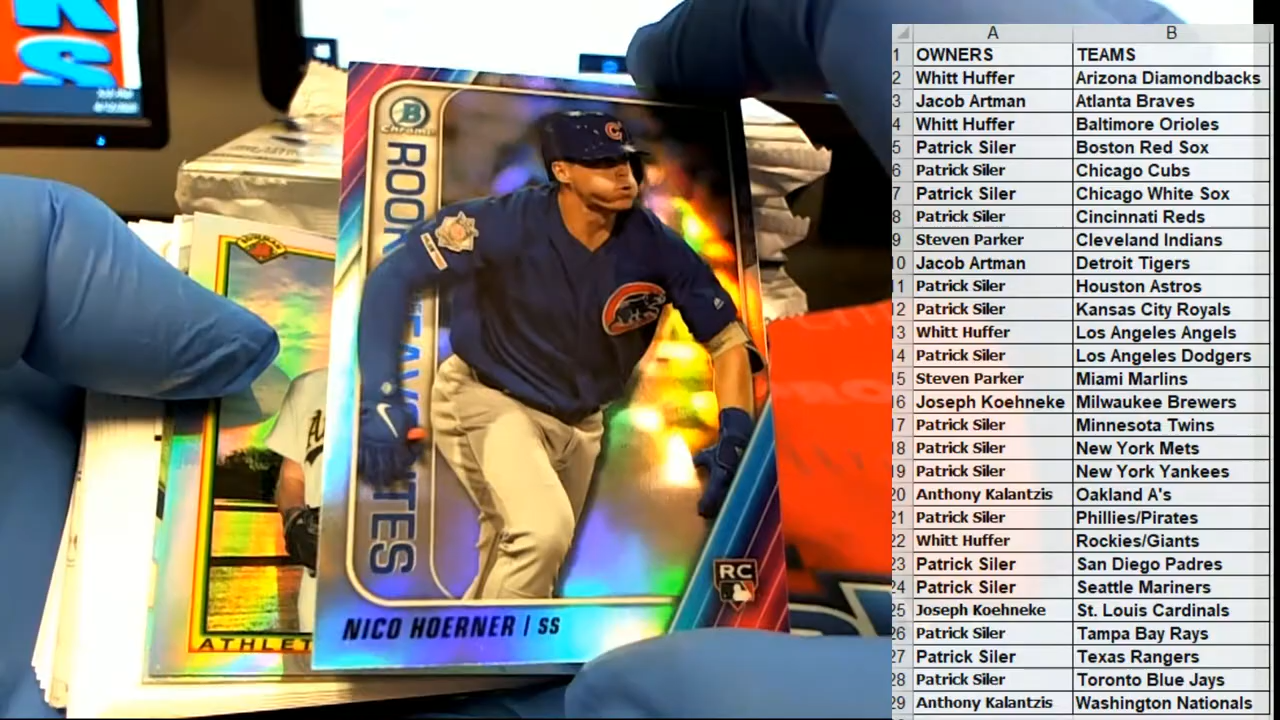 B
Chrome
C
NICO HOERNER | SS
RC
ATHLET
A B
1 OWNERS TEAMS
2 Whitt Huffer Arizona Diamondbacks
3 Jacob Artman Atlanta Braves
4 Whitt Huffer Baltimore Orioles
5 Patrick Siler Boston Red Sox
6 Patrick Siler Chicago Cubs
7 Patrick Siler Chicago White Sox
8 Patrick Siler Cincinnati Reds
9 Steven Parker Cleveland Indians
10 Jacob Artman Detroit Tigers
11 Patrick Siler Houston Astros
12 Patrick Siler Kansas City Royals
13 Whitt Huffer Los Angeles Angels
14 Patrick Siler Los Angeles Dodgers
15 Steven Parker Miami Marlins
16 Joseph Koehneke Milwaukee Brewers
17 Patrick Siler Minnesota Twins
18 Patrick Siler New York Mets
19 Patrick Siler New York Yankees
20 Anthony Kalantzis Oakland A's
21 Patrick Siler Phillies/Pirates
22 Whitt Huffer Rockies/Giants
23 Patrick Siler San Diego Padres
24 Patrick Siler Seattle Mariners
25 Joseph Koehneke St. Louis Cardinals
26 Patrick Siler Tampa Bay Rays
27 Patrick Siler Texas Rangers
28 Patrick Siler Toronto Blue Jays
29 Anthony Kalantzis Washington Nationals